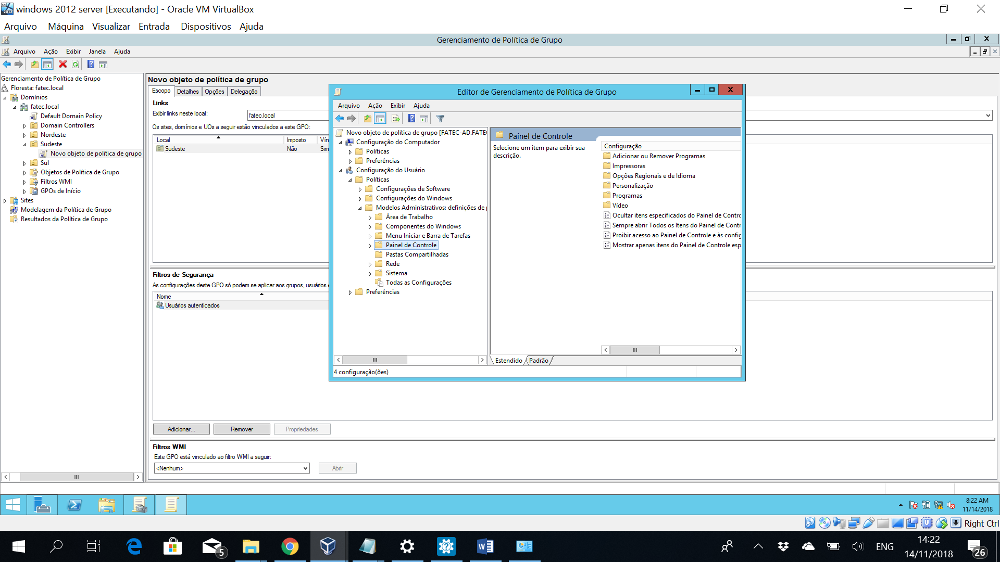 windows 2012 server [Executando] - Oracle VM VirtualBox
Arquivo Máquina Visualizar Entrada Dispositivos Ajuda
Gerenciamento de Política de Grupo
Arquivo Ação Exibir Janela Ajuda
Gerenciamento de Política de Grupo
Floresta: fatec.local
Domínios
fatec.local
Default Domain Policy
Domain Controllers
Nordeste
Sudeste
Novo objeto de política de grupo
Sul
Objetos de Política de Grupo
Filtros WMI
GPOs de Início
Sites
Modelagem da Política de Grupo
Resultados da Política de Grupo
Novo objeto de política de grupo
Escopo Detalhes Opções Delegação
Links
Exibir links neste local: fatec.local
Os sites, domínios e UOs a seguir estão vinculados a este GPO:
Local Imposto Vín
Sudeste Não Sim
Filtros de Segurança
As configurações deste GPO só podem se aplicar aos grupos, usuários
Nome
Usuários autenticados
Adicionar... Remover Propriedades
Filtros WMI
Este GPO está vinculado ao filtro WMI a seguir:
<Nenhum> Abrir
Editor de Gerenciamento de Política de Grupo
Arquivo Ação Exibir Ajuda
Novo objeto de política de grupo [FATEC-AD.FATE
Configuração do Computador
Políticas
Preferências
Configuração do Usuário
Políticas
Configurações de Software
Configurações do Windows
Modelos Administrativos: definições de
Área de Trabalho
Componentes do Windows
Menu Iniciar e Barra de Tarefas
Painel de Controle
Pastas Compartilhadas
Rede
Sistema
Todas as Configurações
Preferências
Painel de Controle
Selecione um item para exibir sua
descrição.
Configuração
Adicionar ou Remover Programas
Impressoras
Opções Regionais e de Idioma
Personalização
Programas
Vídeo
Ocultar itens especificados do Painel de Contro
Sempre abrir Todos os Itens do Painel de Contr
Proibir acesso ao Painel de Controle e às config
Mostrar apenas itens do Painel de Controle esp
Estendido Padrão
4 configuração(ões)
8:22 AM
11/14/2018
Right Ctrl
5
ENG
14:22
14/11/2018
26